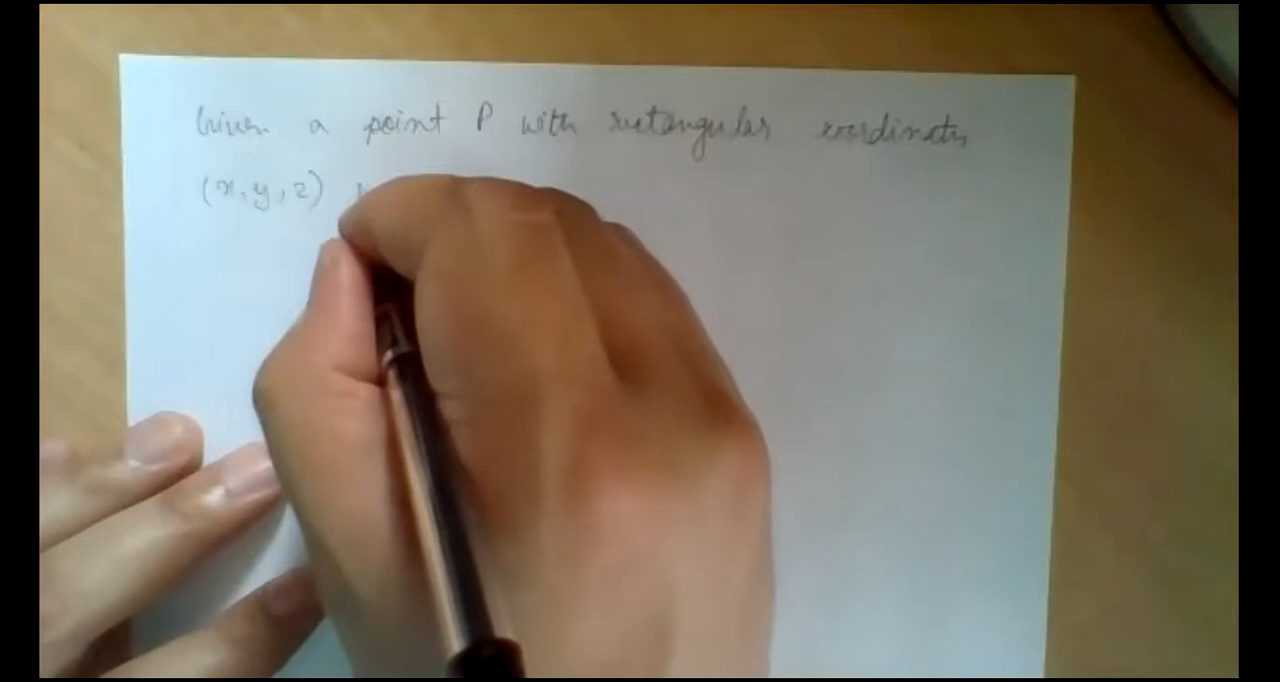 Given a point P with rectangular coordinates
(x, y, z)